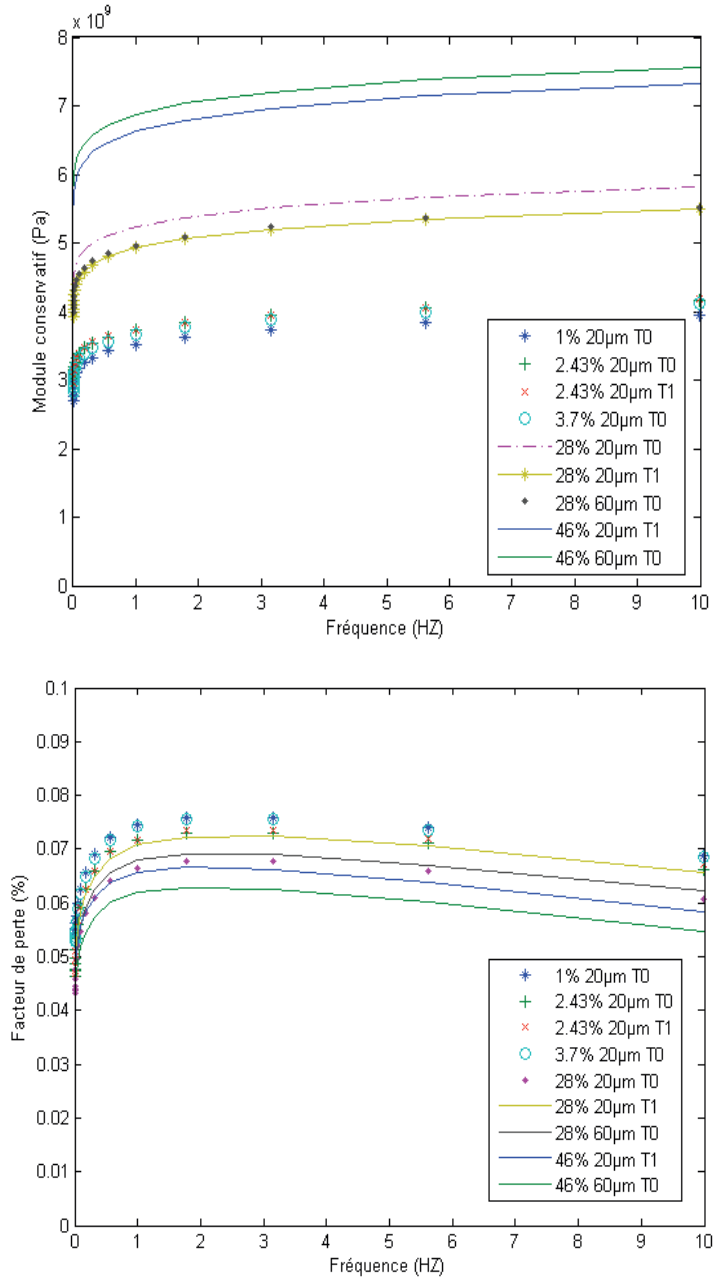 x 10^9
8
7
6
5
4
3
2
1
0
Module conservatif (Pa)
0 1 2 3 4 5 6 7 8 9 10
Fréquence (HZ)
1% 20µm T0
2.43% 20µm T0
2.43% 20µm T1
3.7% 20µm T0
28% 20µm T0
28% 20µm T1
28% 60µm T0
46% 20µm T1
46% 60µm T0
0.1
0.09
0.08
0.07
0.06
0.05
0.04
0.03
0.02
0.01
0
Facteur de perte (%)
0 1 2 3 4 5 6 7 8 9 10
Fréquence (HZ)
1% 20µm T0
2.43% 20µm T0
2.43% 20µm T1
3.7% 20µm T0
28% 20µm T0
28% 20µm T1
28% 60µm T0
46% 20µm T1
46% 60µm T0